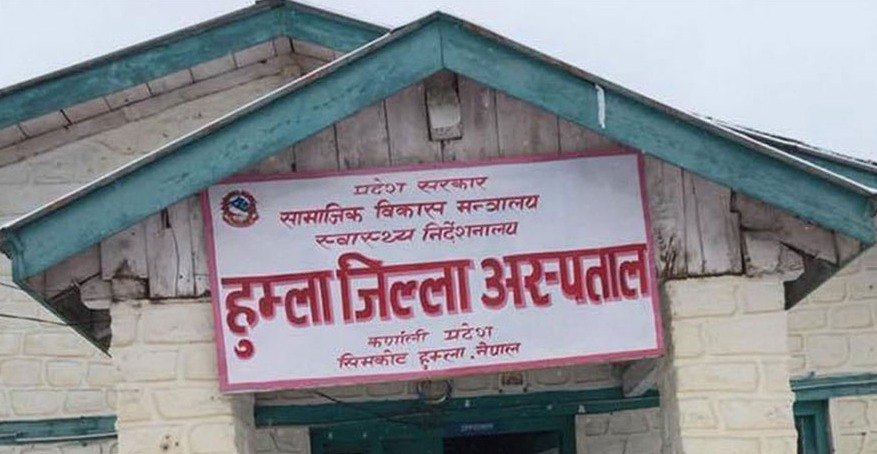 प्रदेश सरकार
सामाजिक विकास मन्त्रालय
स्वास्थ्य निर्देशनालय
हुम्ला जिल्ला अस्पताल
कर्णाली प्रदेश
सिमकोट हुम्ला, नेपाल